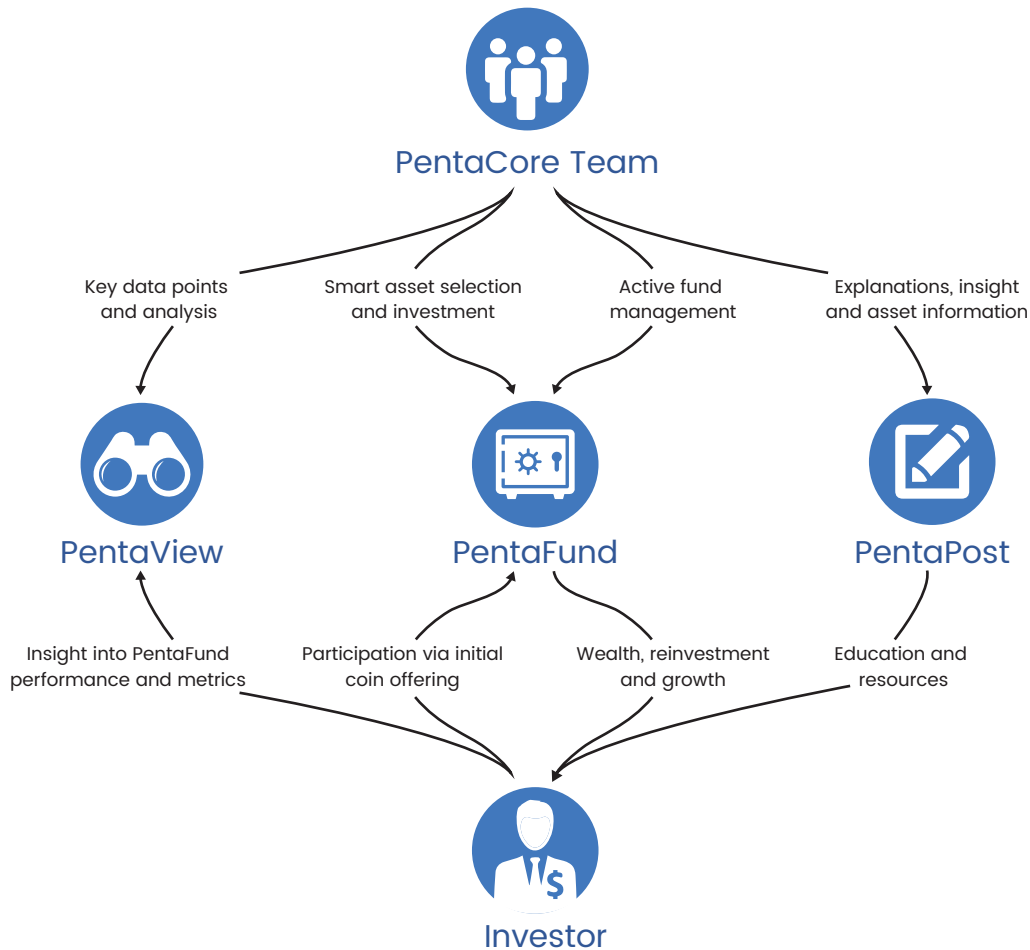 PentaCore Team
Key data points
and analysis
Smart asset selection
and investment
Active fund
management
Explanations, insight
and asset information
PentaView
PentaFund
PentaPost
Insight into PentaFund
performance and metrics
Participation via initial
coin offering
Wealth, reinvestment
and growth
Education and
resources
$
Investor